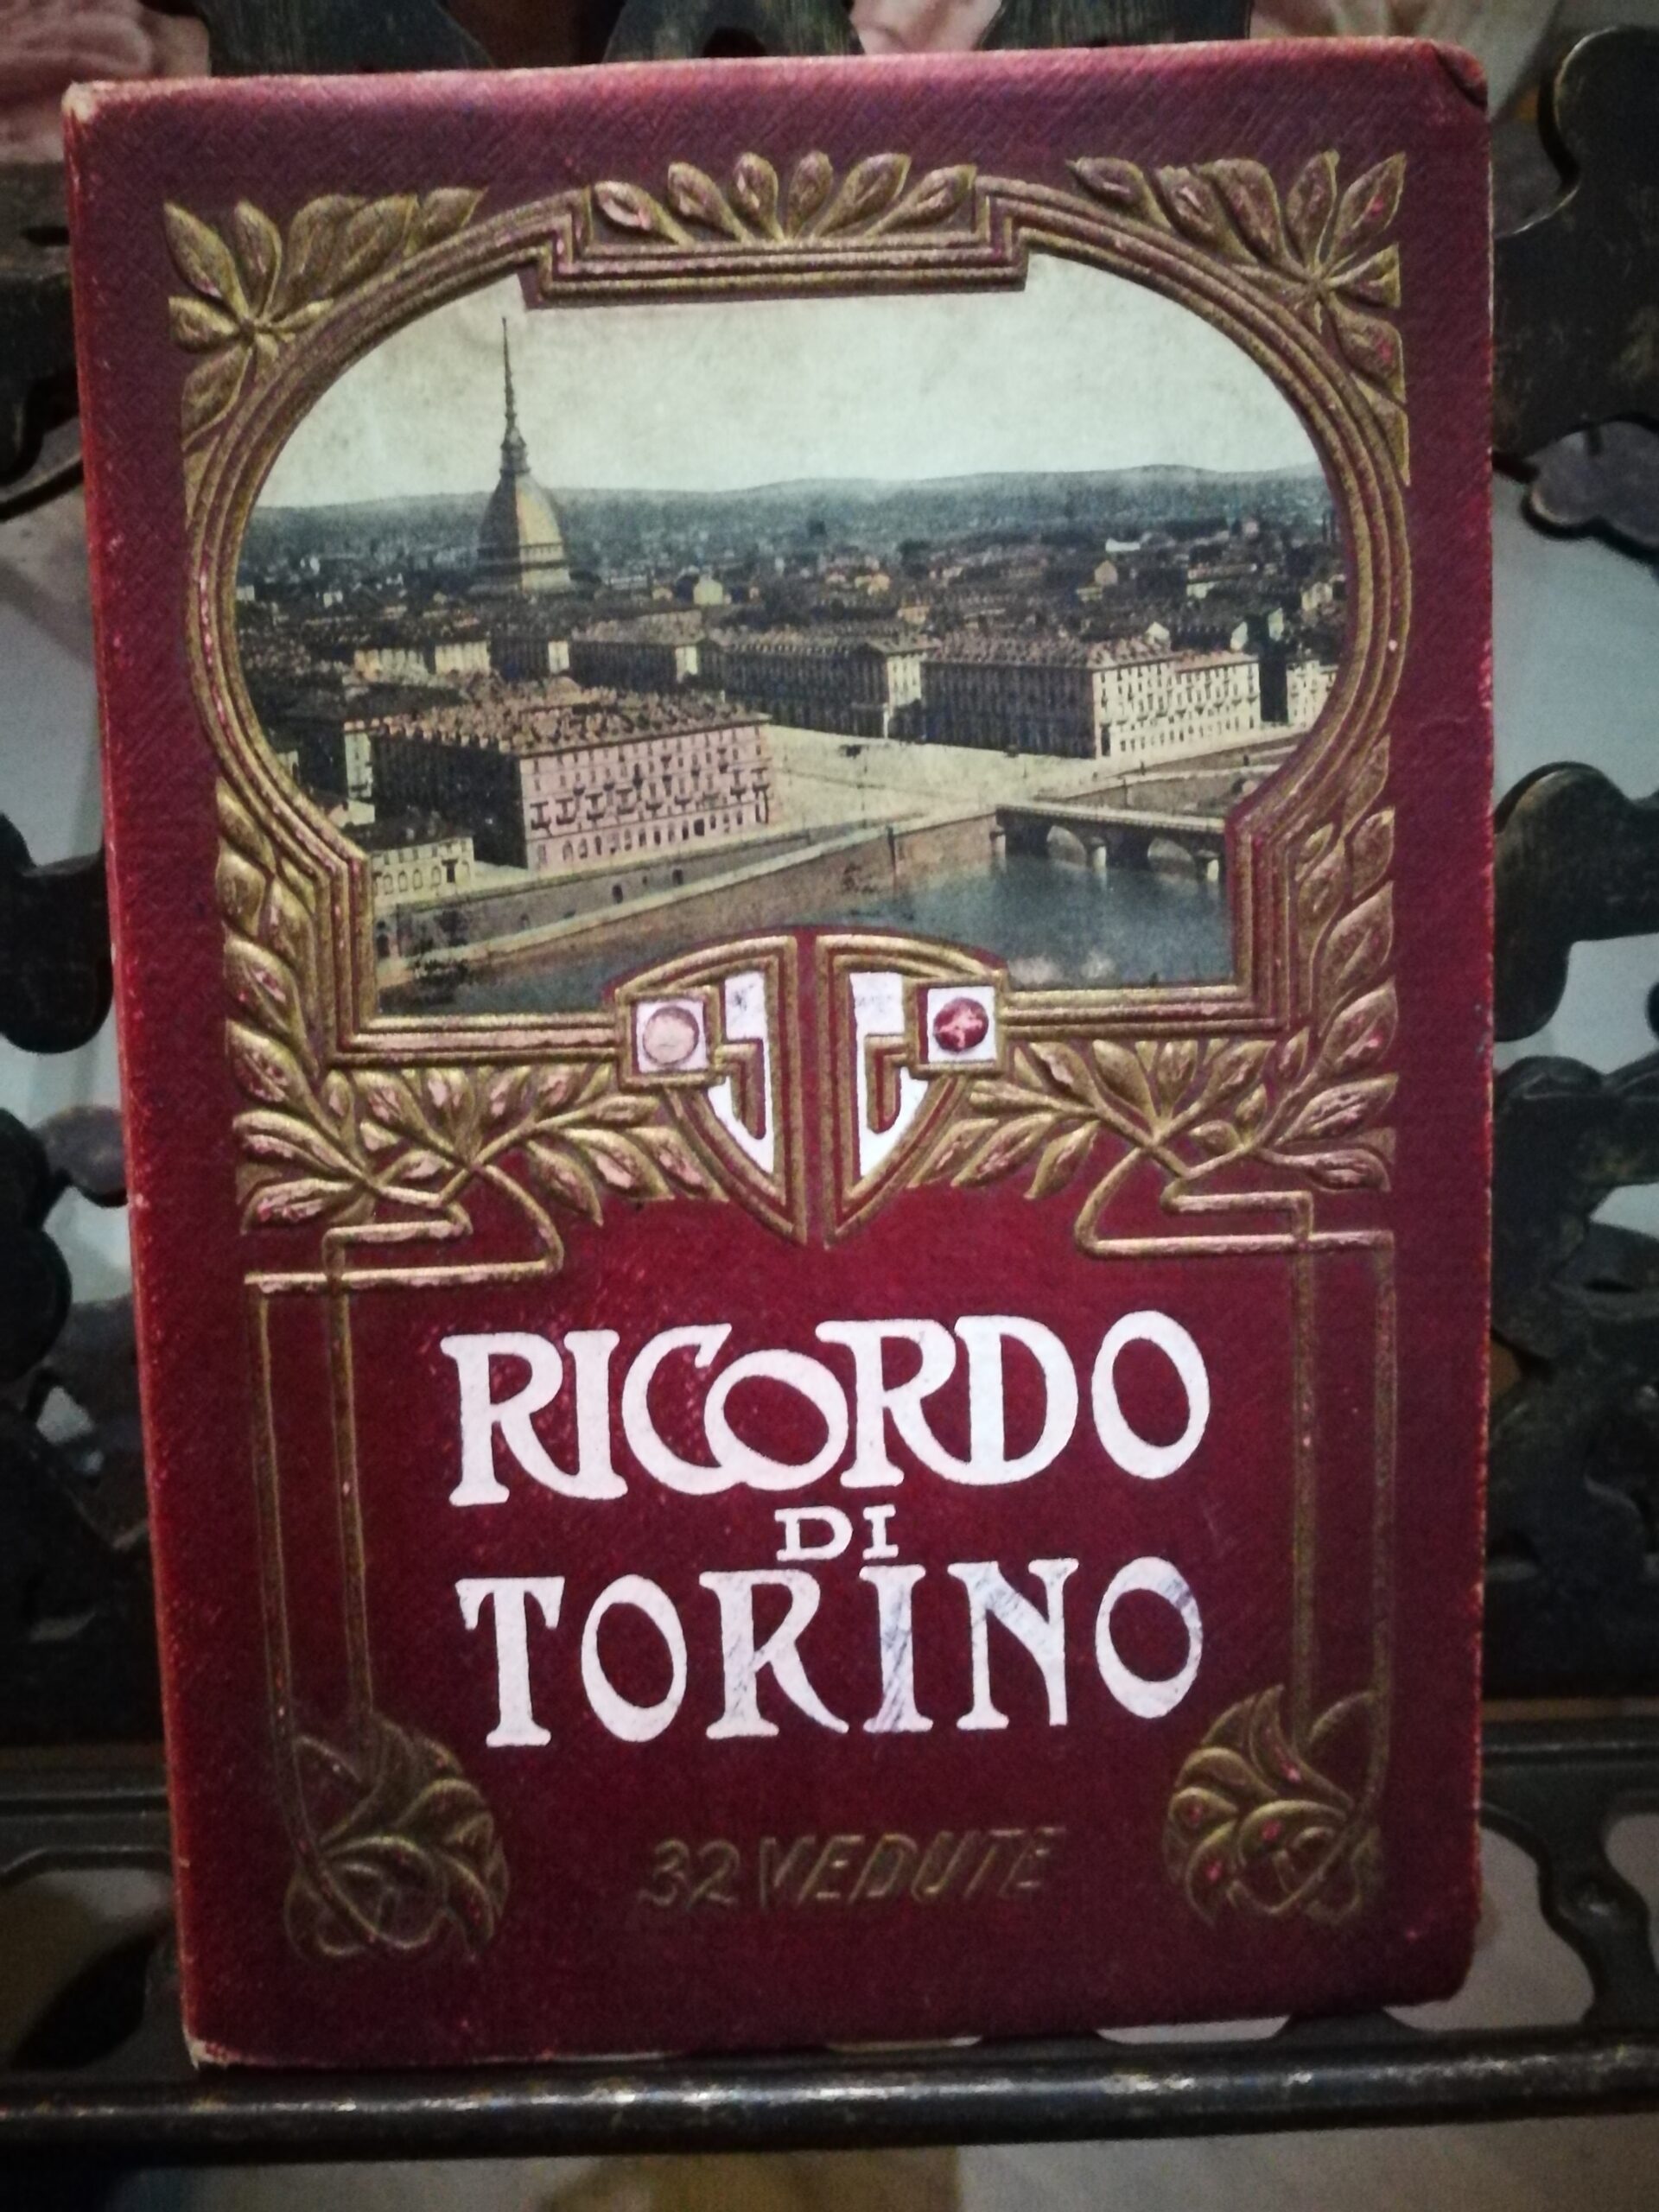 RICORDO
DI
TORINO
32 VEDUTE